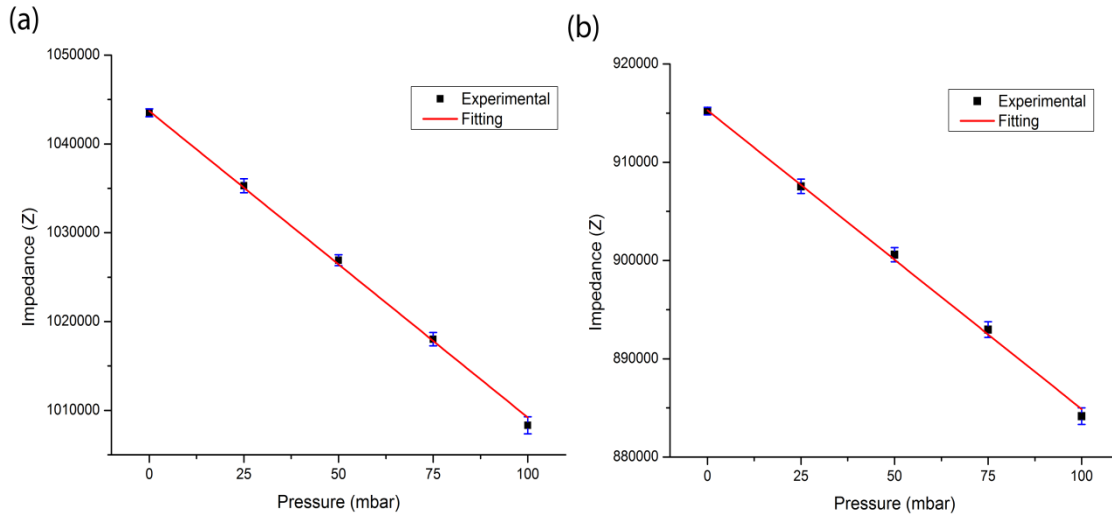 (a)
1050000
1040000
1030000
1020000
1010000
Impedance (Z)
Experimental
Fitting
0 25 50 75 100
Pressure (mbar)
(b)
920000
910000
900000
890000
880000
Impedance (Z)
Experimental
Fitting
0 25 50 75 100
Pressure (mbar)